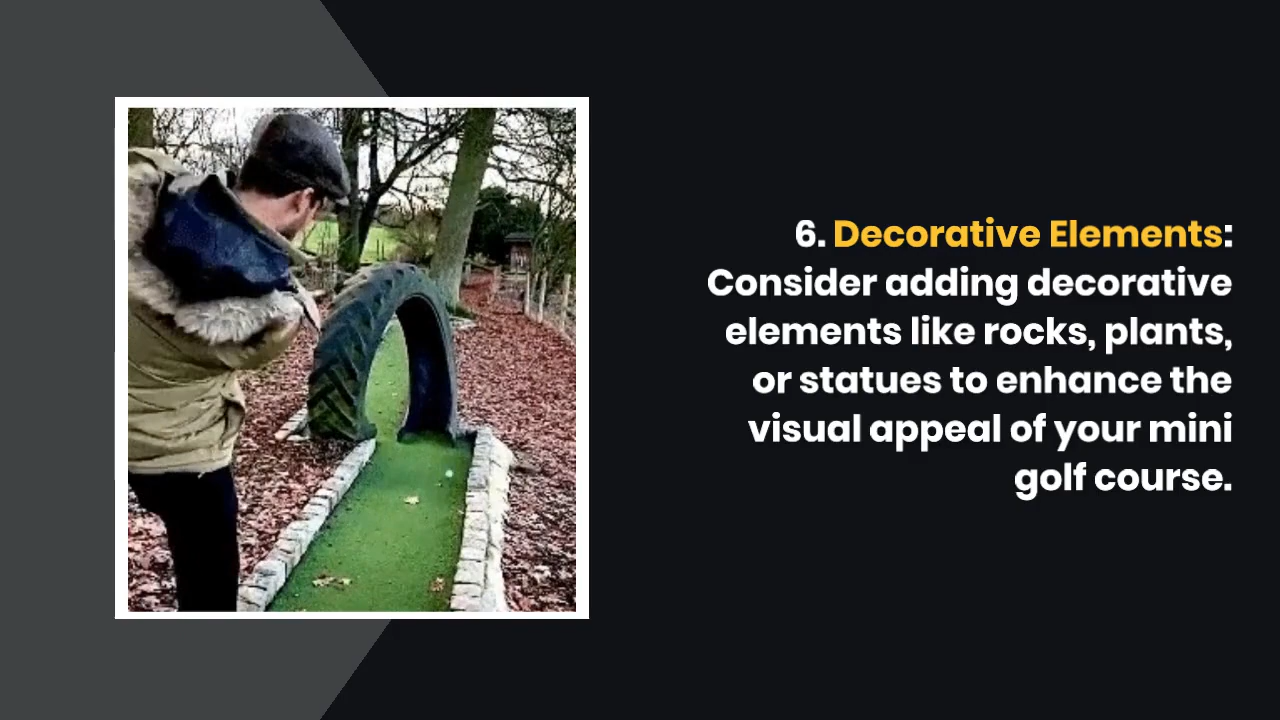 6. Decorative Elements:
Consider adding decorative
elements like rocks, plants,
or statues to enhance the
visual appeal of your mini
golf course.